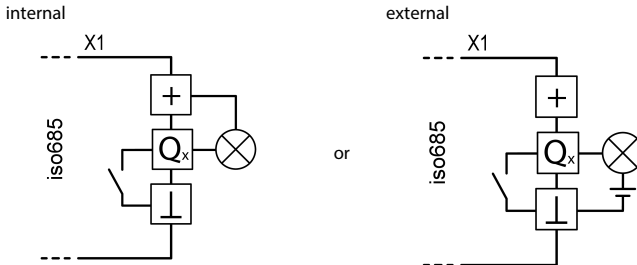 internal
external
X1
X1
+
+
iso685
Qx
or
iso685
Qx
⊥
⊥